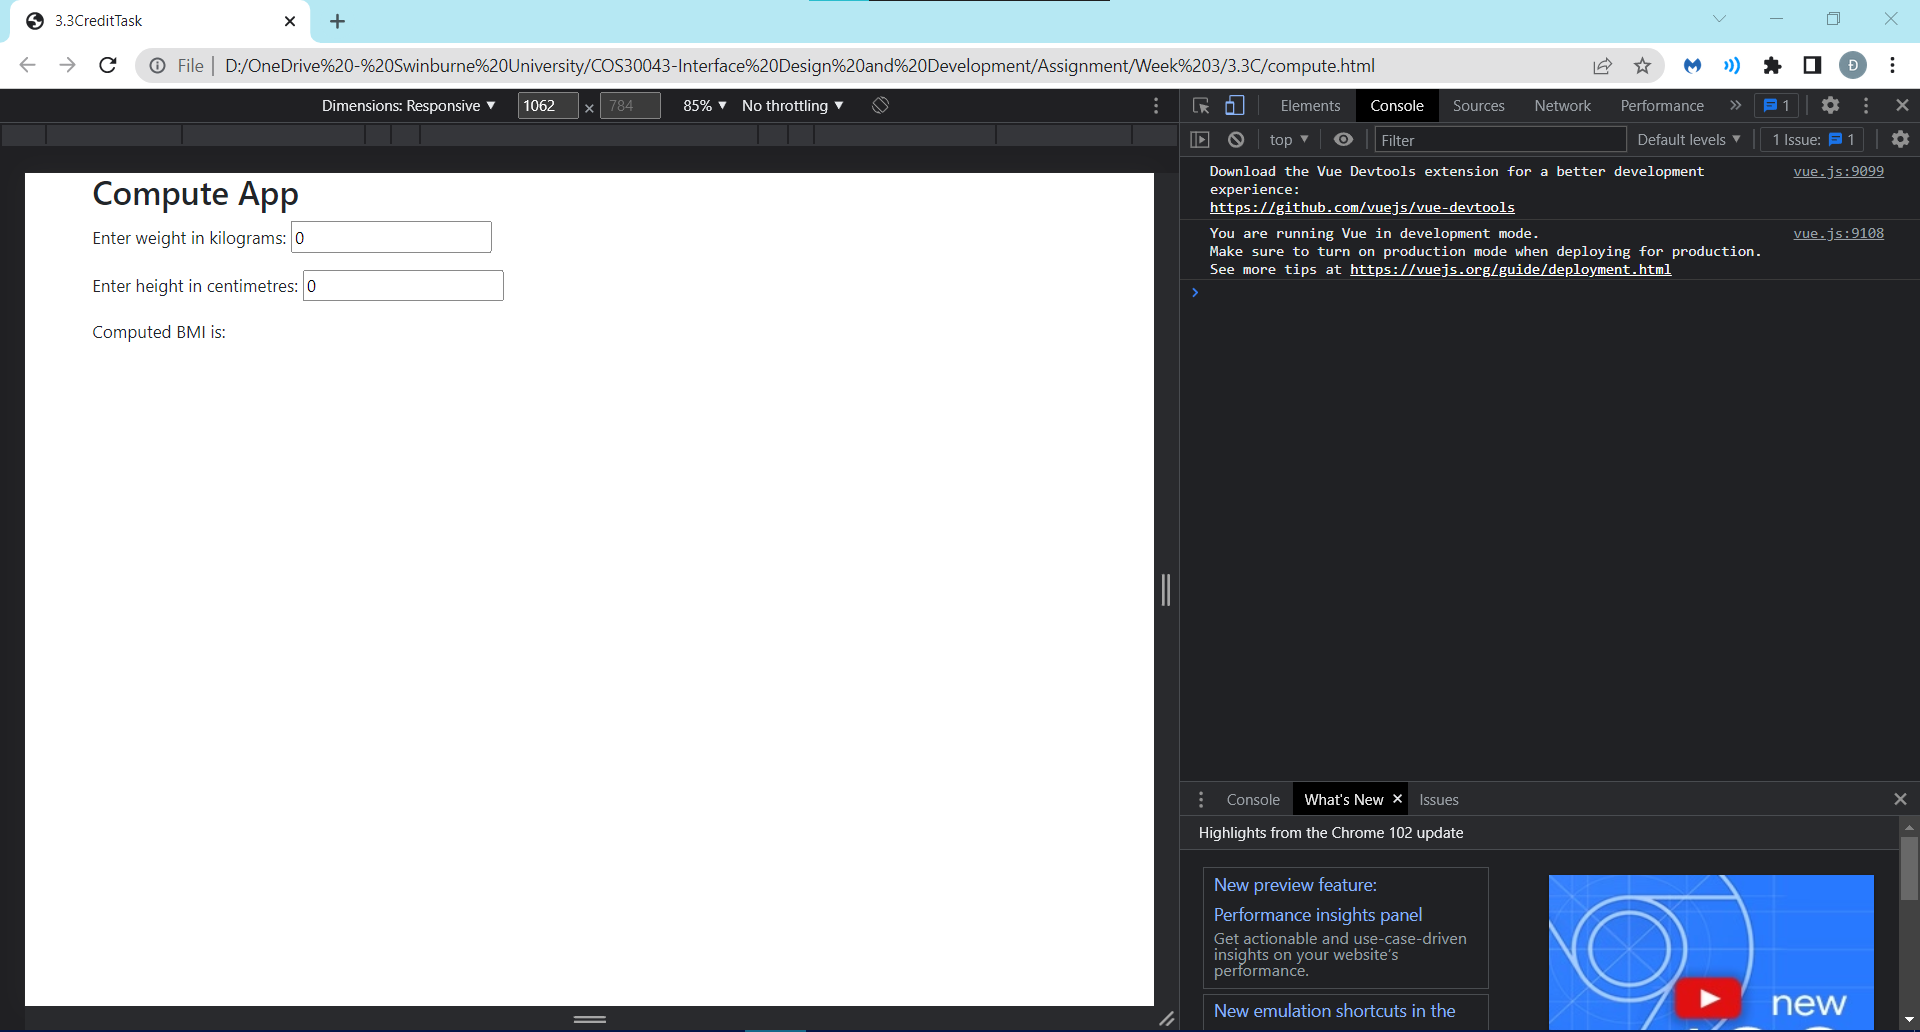 3.3CreditTask
File
D:/OneDrive%20-%20Swinburne%20University/COS30043-Interface%20Design%20and%20Development/Assignment/Week%203/3.3C/compute.html
Đ
Dimensions: Responsive
1062
×
784
85%
No throttling
Compute App
Enter weight in kilograms: 0
Enter height in centimetres: 0
Computed BMI is:
Elements
Console
Sources
Network
Performance
1
top
Filter
Default levels
1 Issue: 1
Download the Vue Devtools extension for a better development vue.js:9099
experience:
https://github.com/vuejs/vue-devtools
You are running Vue in development mode. vue.js:9108
Make sure to turn on production mode when deploying for production.
See more tips at https://vuejs.org/guide/deployment.html
Console
What's New
Issues
Highlights from the Chrome 102 update
New preview feature:
Performance insights panel
Get actionable and use-case-driven
insights on your website's
performance.
New emulation shortcuts in the
new